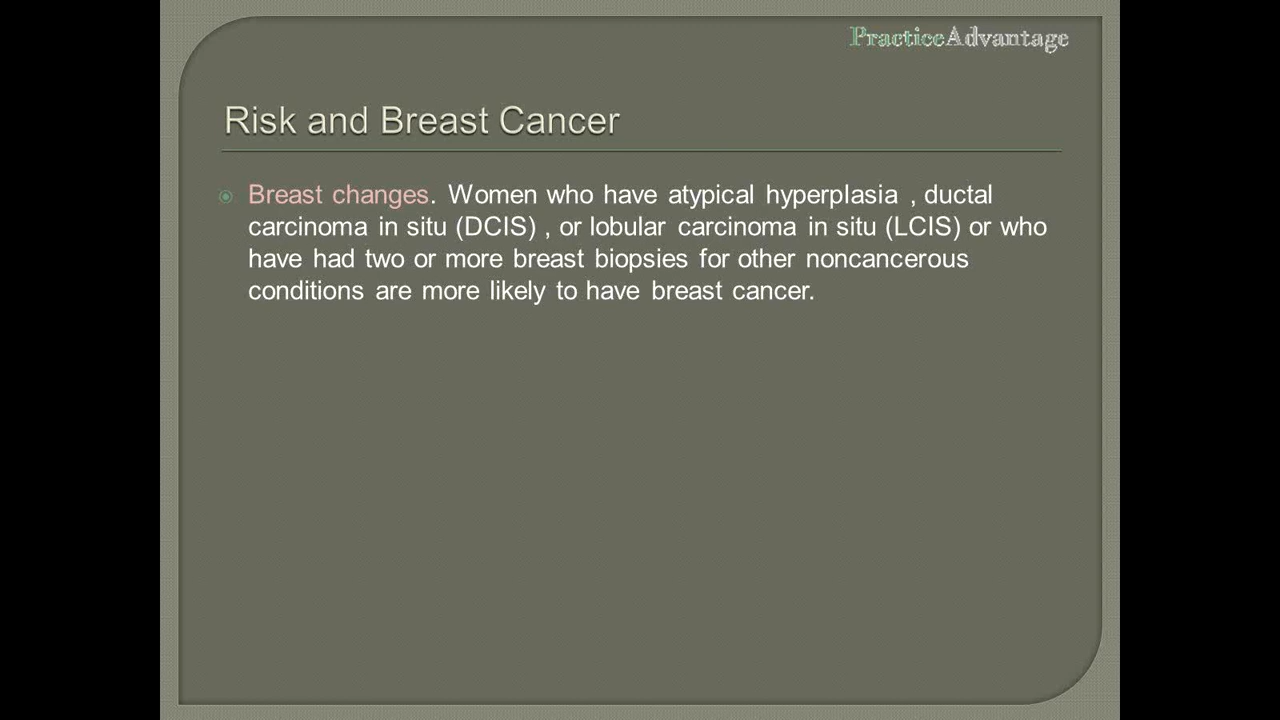 PracticeAdvantage
Risk and Breast Cancer
Breast changes. Women who have atypical hyperplasia , ductal
carcinoma in situ (DCIS) , or lobular carcinoma in situ (LCIS) or who
have had two or more breast biopsies for other noncancerous
conditions are more likely to have breast cancer.